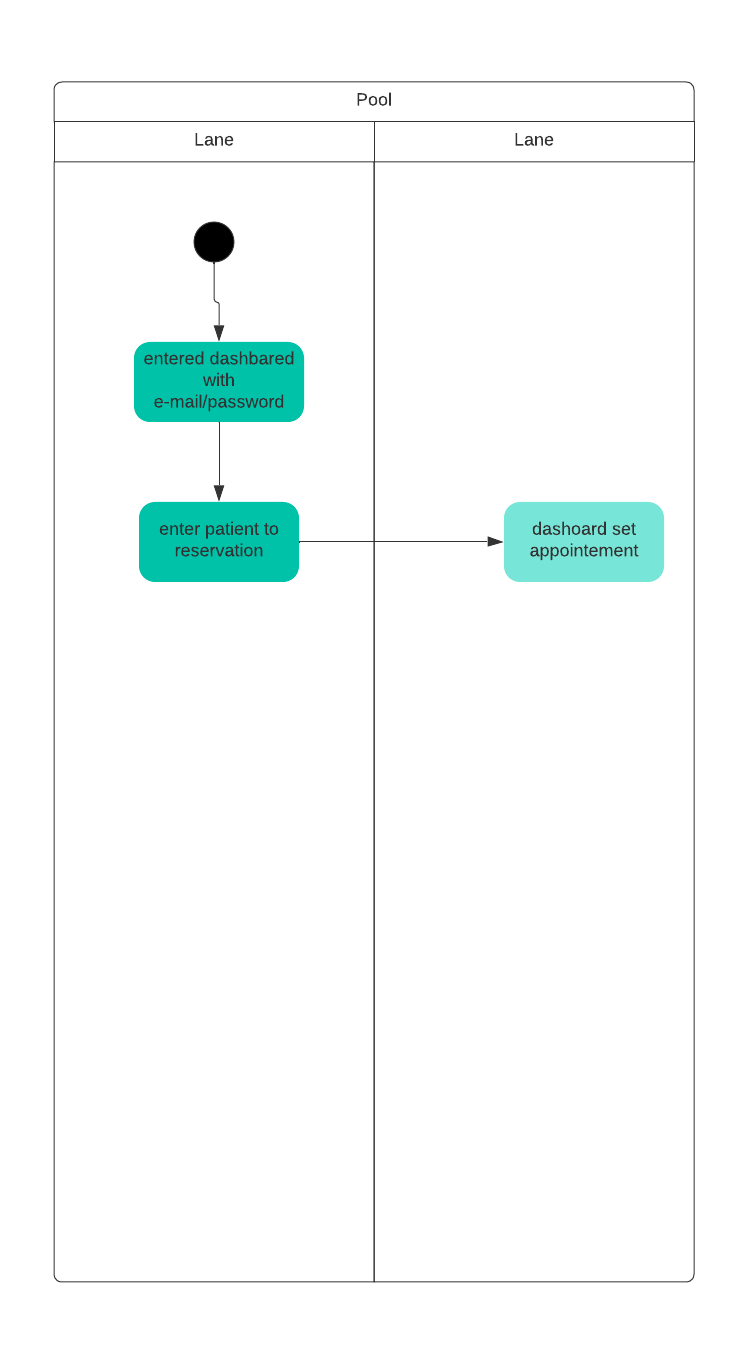 Pool
Lane
Lane
entered dashbared
with
e-mail/password
enter patient to
reservation
dashoard set
appointement